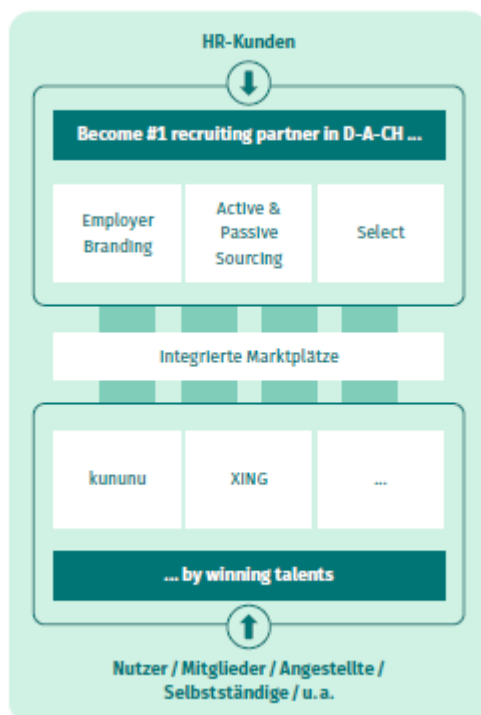 HR-Kunden
Become #1 recruiting partner in D-A-CH ...
Employer
Branding
Active &
Passive
Sourcing
Select
Integrierte Marktplätze
kununu
XING
...
... by winning talents
Nutzer / Mitglieder / Angestellte /
Selbstständige / u. a.